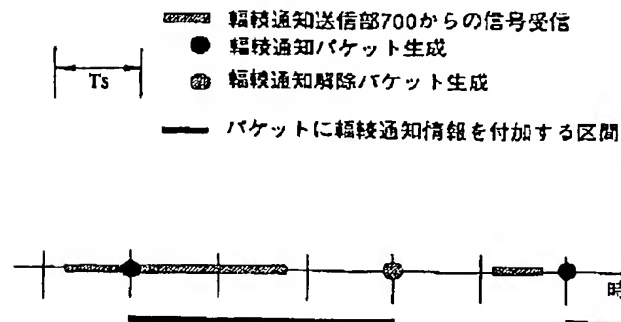 輻輳通知送信部700からの信号受信
輻輳通知パケット生成
Ts
輻輳通知解除パケット生成
パケットに輻輳通知情報を付加する区間
時